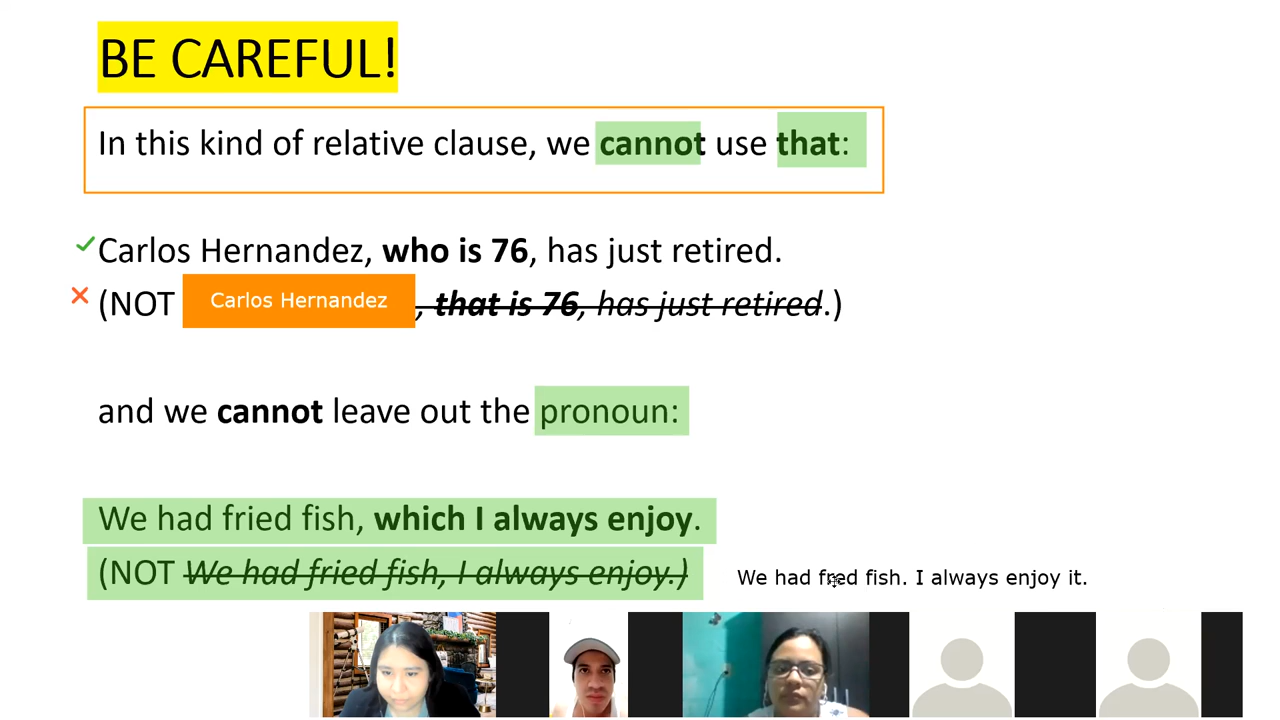 BE CAREFUL!
In this kind of relative clause, we cannot use that:
Carlos Hernandez, who is 76, has just retired.
(NOT Carlos Hernandez, that is 76, has just retired.)
and we cannot leave out the pronoun:
We had fried fish, which I always enjoy.
(NOT We had fried fish, I always enjoy.)
We had fred fish. I always enjoy it.